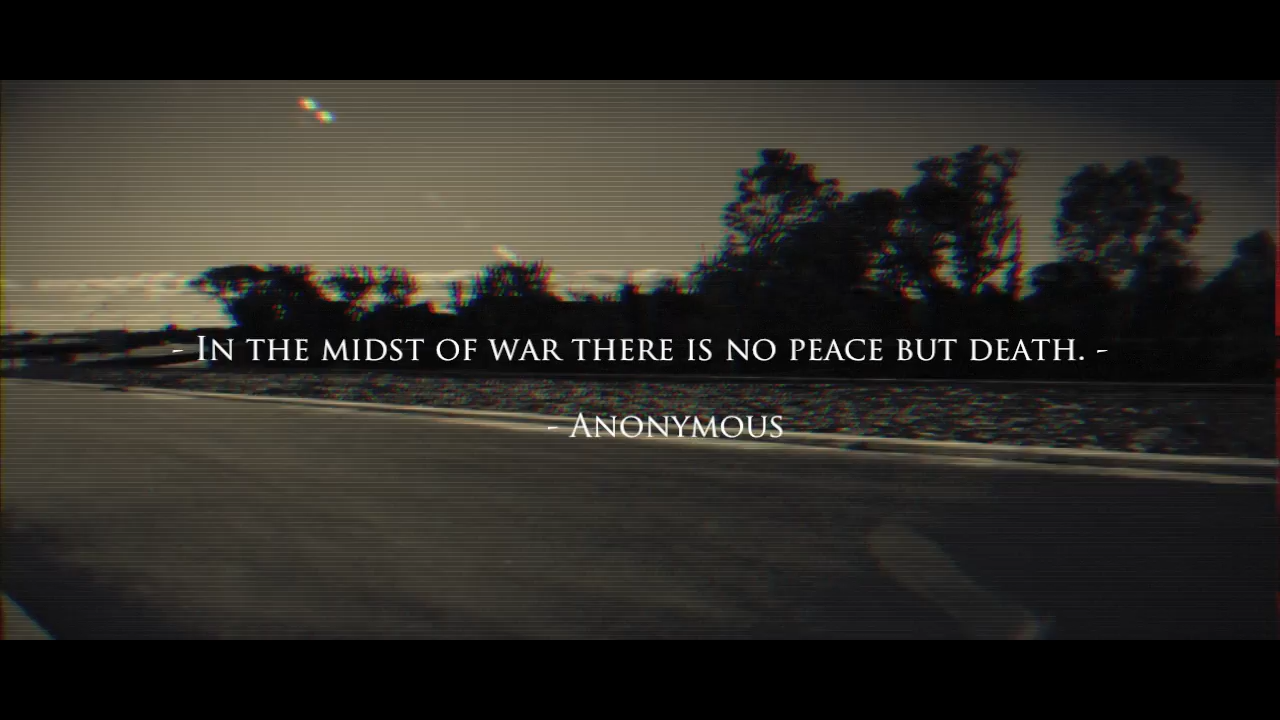 - In the midst of war there is no peace but death. -
- Anonymous